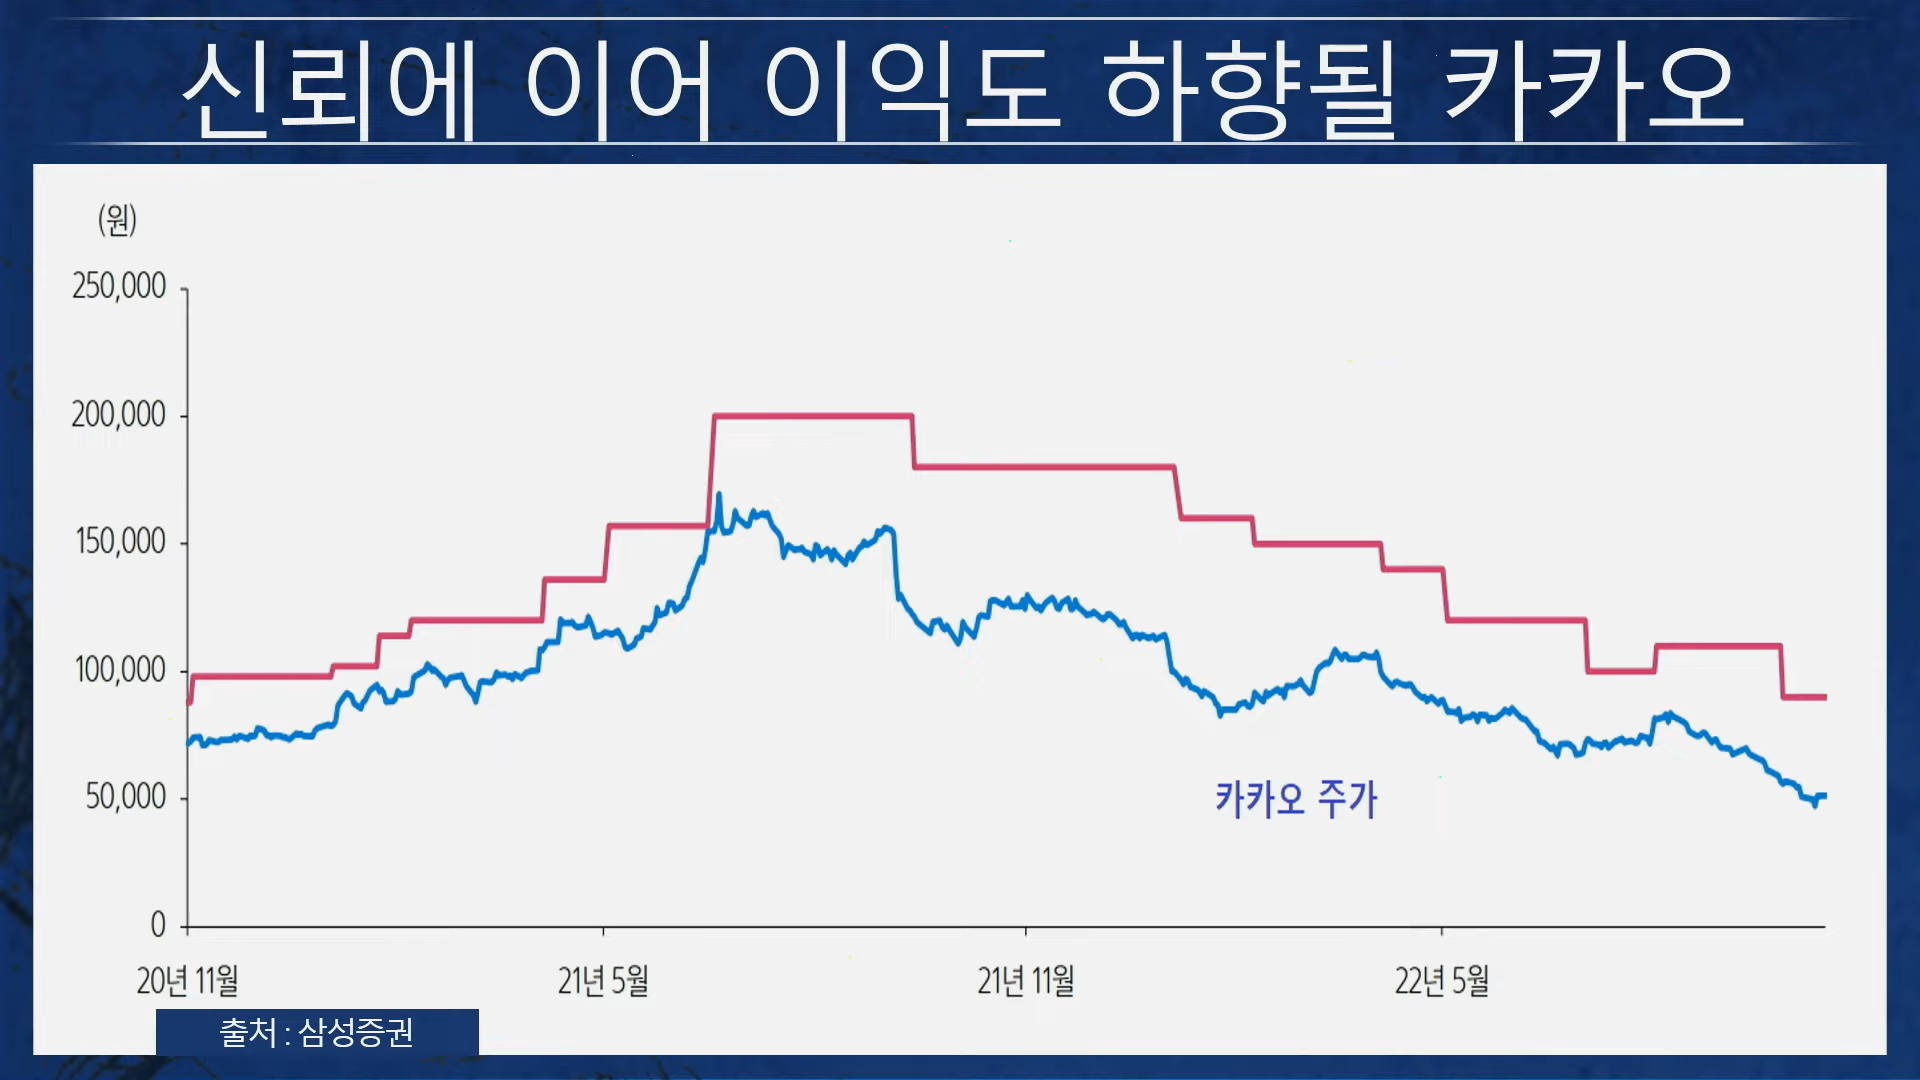 신뢰에 이어 이익도 하향될 카카오
(원)
250,000
200,000
150,000
100,000
50,000
0
카카오 주가
20년 11월
21년 5월
21년 11월
22년 5월
출처 : 삼성증권